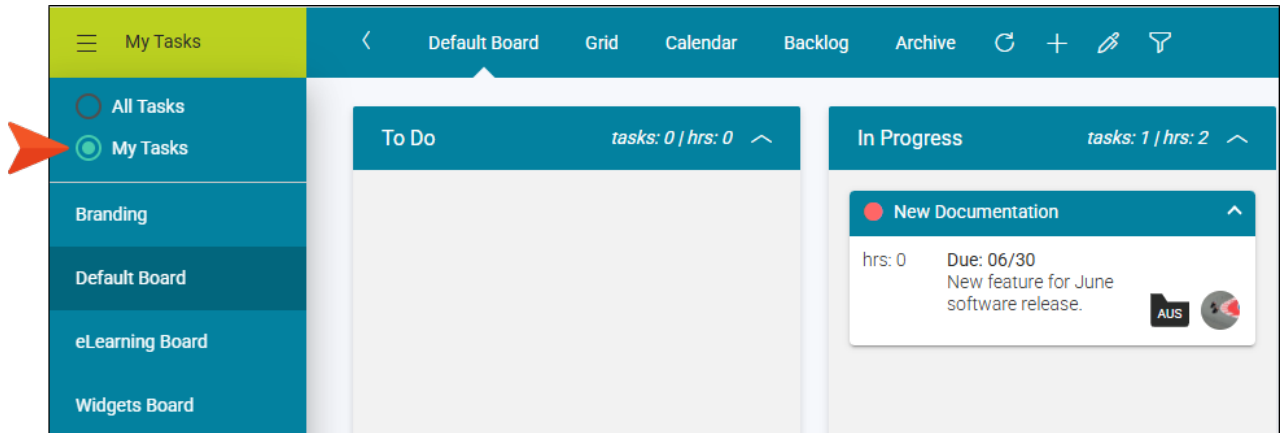 My Tasks
Default Board Grid Calendar Backlog Archive
All Tasks
My Tasks
Branding
Default Board
eLearning Board
Widgets Board
To Do tasks: 0 | hrs: 0
In Progress tasks: 1 | hrs: 2
New Documentation
hrs: 0 Due: 06/30
New feature for June
software release.
AUS